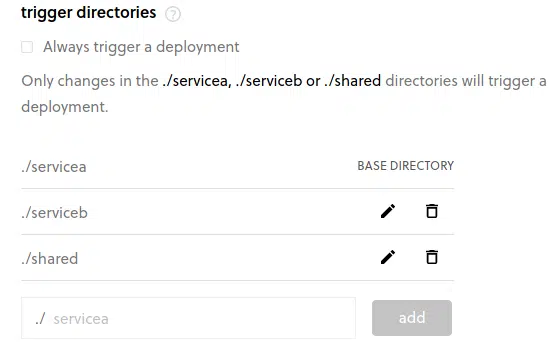 trigger directories ?
Always trigger a deployment
Only changes in the ./servicea, ./serviceb or ./shared directories will trigger a
deployment.
./servicea BASE DIRECTORY
./serviceb
./shared
./ servicea add